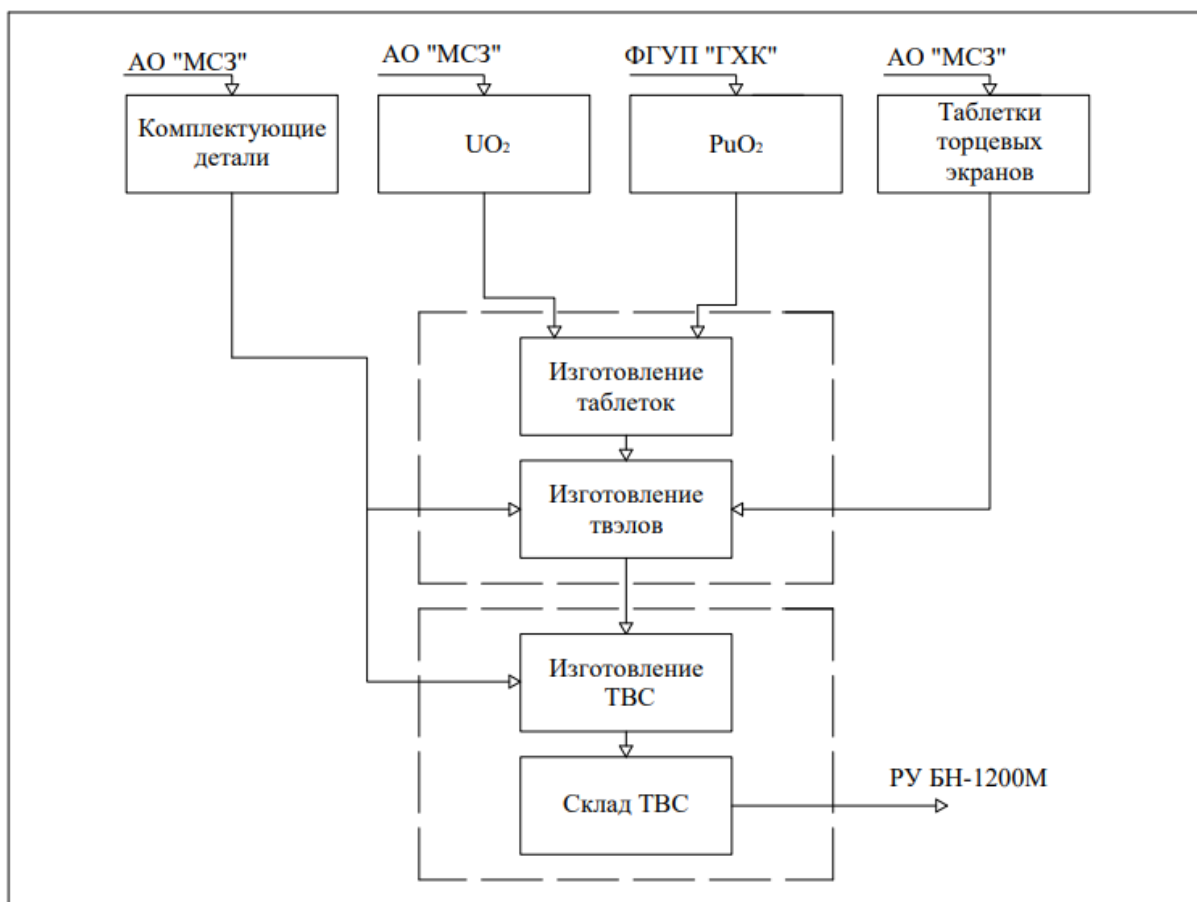 АО "МСЗ"
АО "МСЗ"
ФГУП "ГХК"
АО "МСЗ"
Комплектующие
детали
UO₂
PuO₂
Таблетки
торцевых
экранов
Изготовление
таблеток
Изготовление
твэлов
Изготовление
ТВС
Склад ТВС
РУ БН-1200М